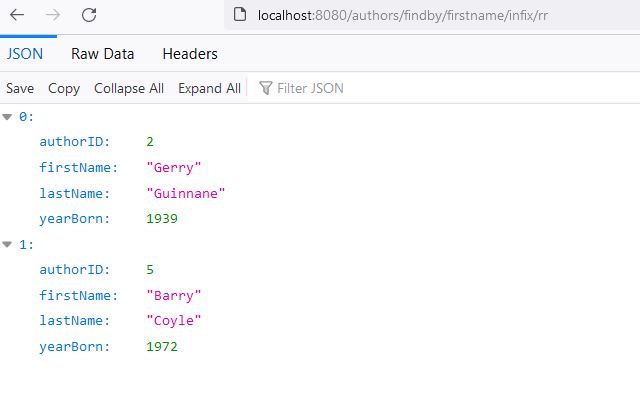 localhost:8080/authors/findby/firstname/infix/rr
JSON Raw Data Headers
Save Copy Collapse All Expand All Filter JSON
0:
authorID: 2
firstName: "Gerry"
lastName: "Guinnane"
yearBorn: 1939
1:
authorID: 5
firstName: "Barry"
lastName: "Coyle"
yearBorn: 1972